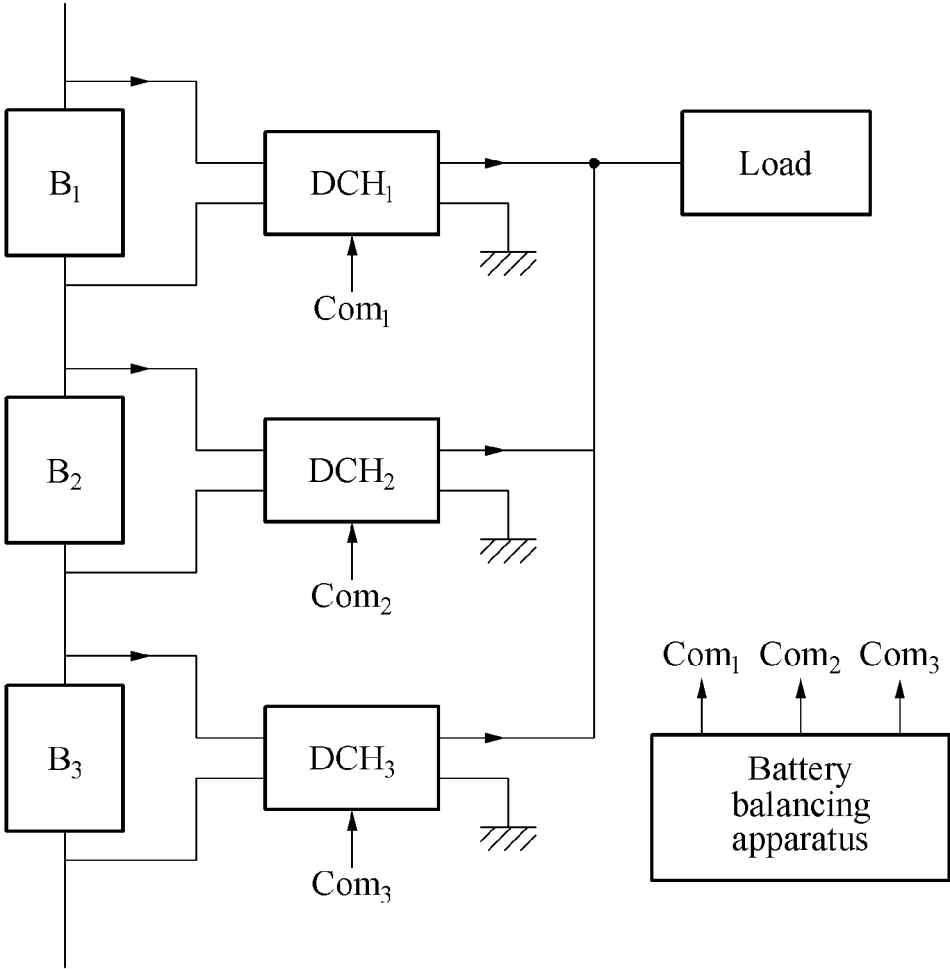 B₁
DCH₁
Load
Com₁
B₂
DCH₂
Com₂
B₃
DCH₃
Com₃
Com₁ Com₂ Com₃
Battery
balancing
apparatus